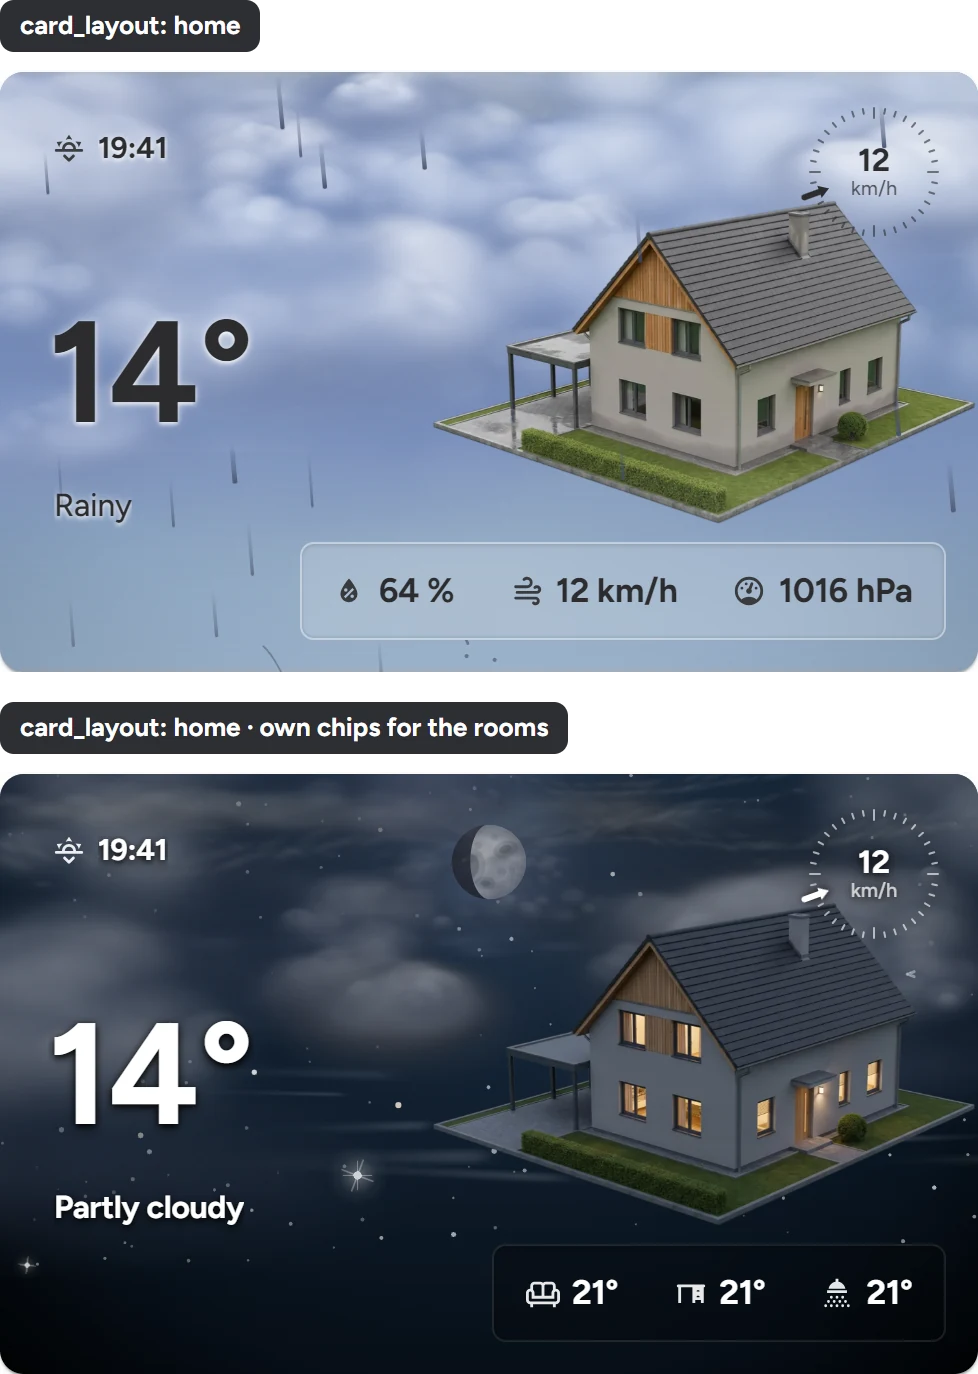 card_layout: home
19:41
12
km/h
14°
Rainy
64 %
12 km/h
1016 hPa
card_layout: home · own chips for the rooms
19:41
12
km/h
14°
Partly cloudy
21°
21°
21°